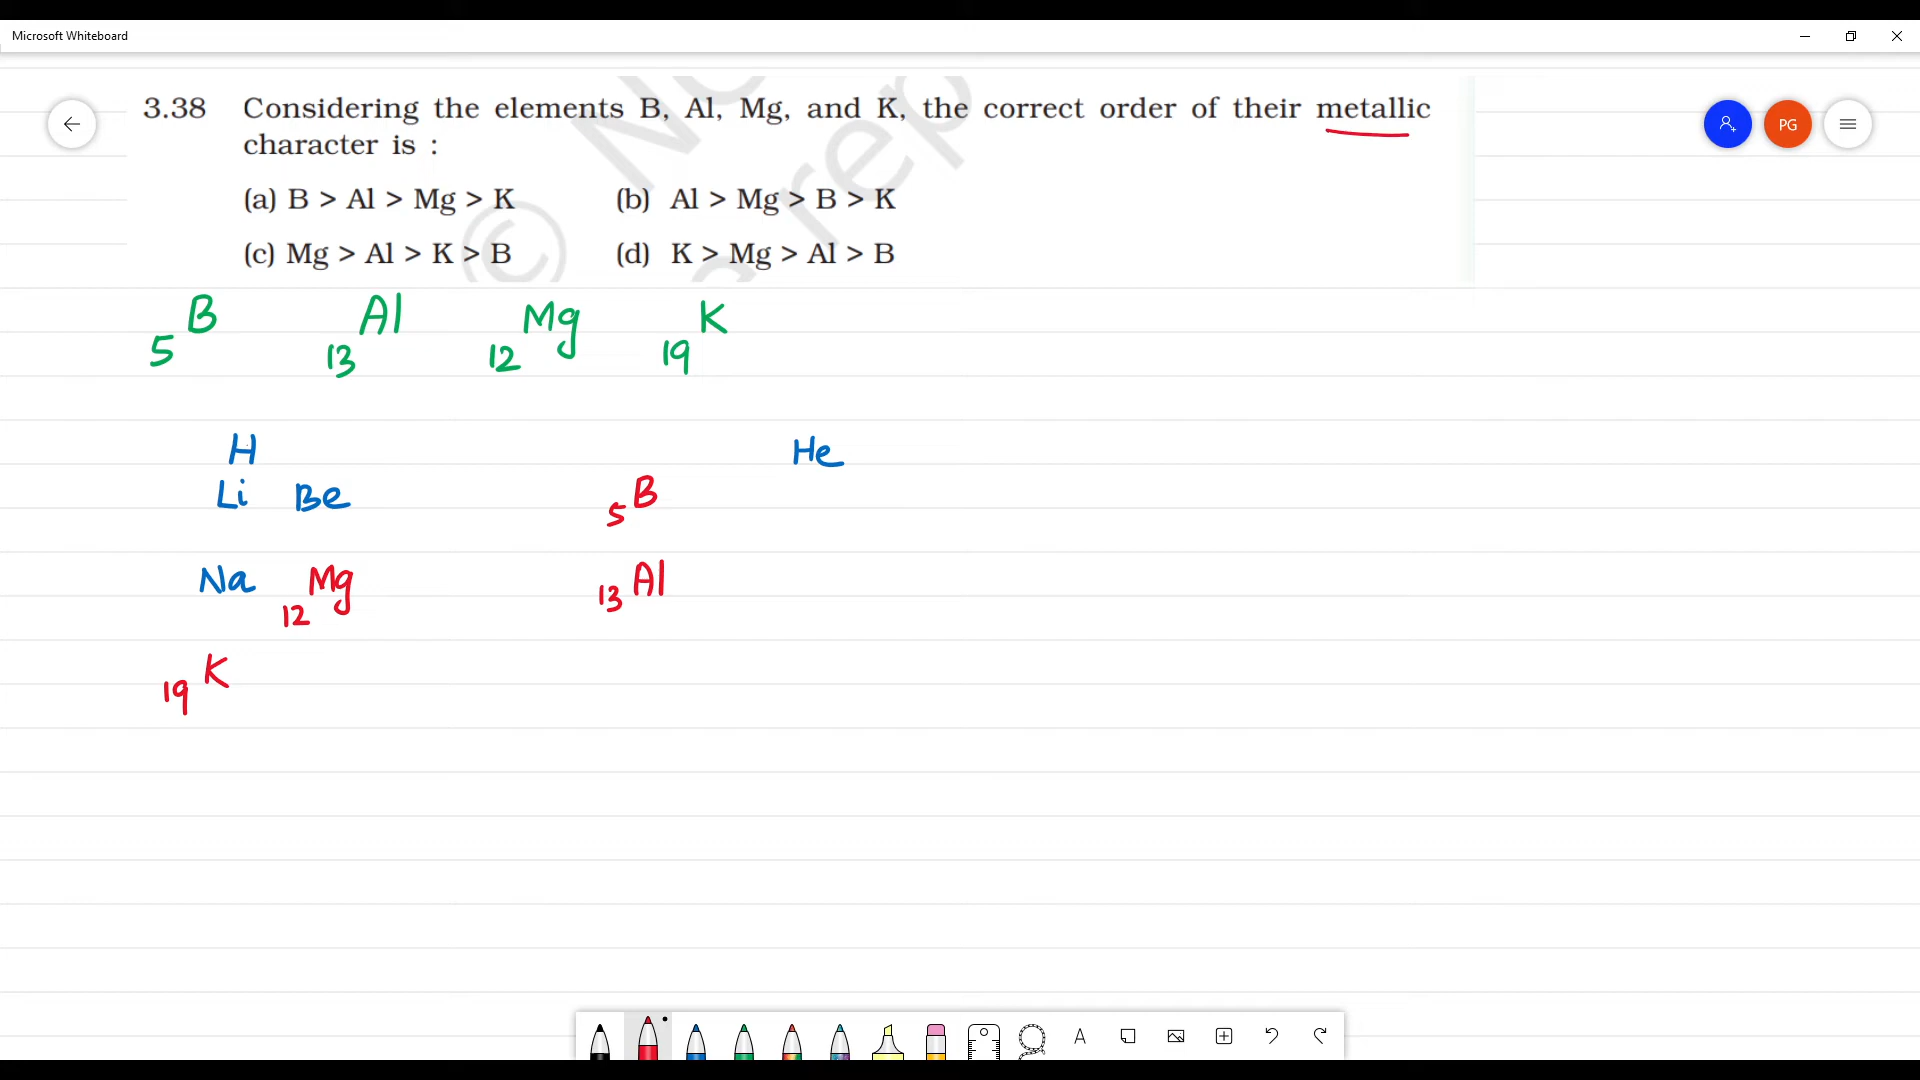 Microsoft Whiteboard
3.38 Considering the elements B, Al, Mg, and K, the correct order of their metallic
character is :
(a) B > Al > Mg > K (b) Al > Mg > B > K
(c) Mg > Al > K > B (d) K > Mg > Al > B
PG
5 B 13 Al 12 Mg 19 K
H He
Li Be 5 B
Na 12 Mg 13 Al
19 K
©
No
rep
A